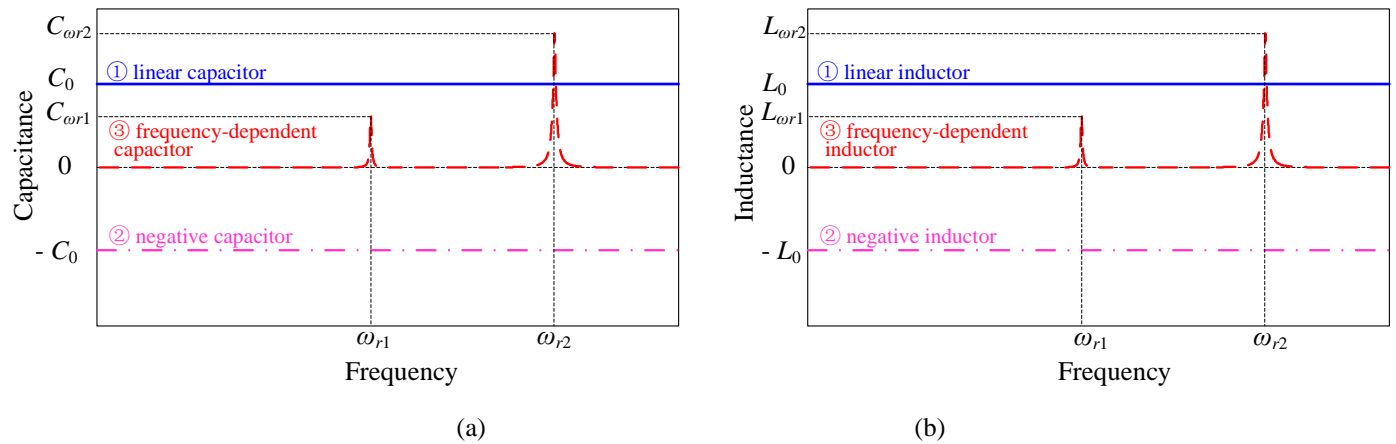 Capacitance
Cωr2
C0
Cωr1
0
- C0
① linear capacitor
③ frequency-dependent
capacitor
② negative capacitor
ωr1
ωr2
Frequency
(a)
Inductance
Lωr2
L0
Lωr1
0
- L0
① linear inductor
③ frequency-dependent
inductor
② negative inductor
ωr1
ωr2
Frequency
(b)